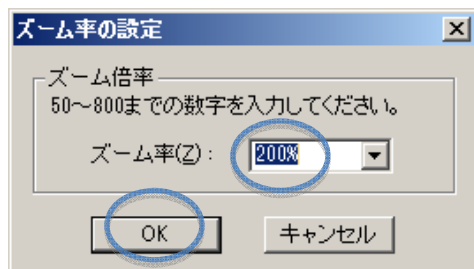 ズーム率の設定
ズーム倍率
50～800までの数字を入力してください。
ズーム率(Z)： 200%
OK キャンセル